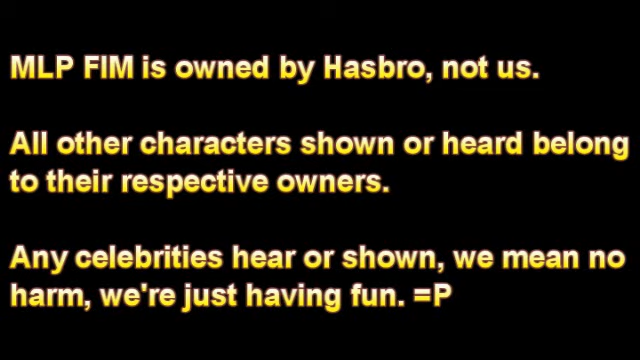 MLP FIM is owned by Hasbro, not us.
All other characters shown or heard belong
to their respective owners.
Any celebrities hear or shown, we mean no
harm, we're just having fun. =P